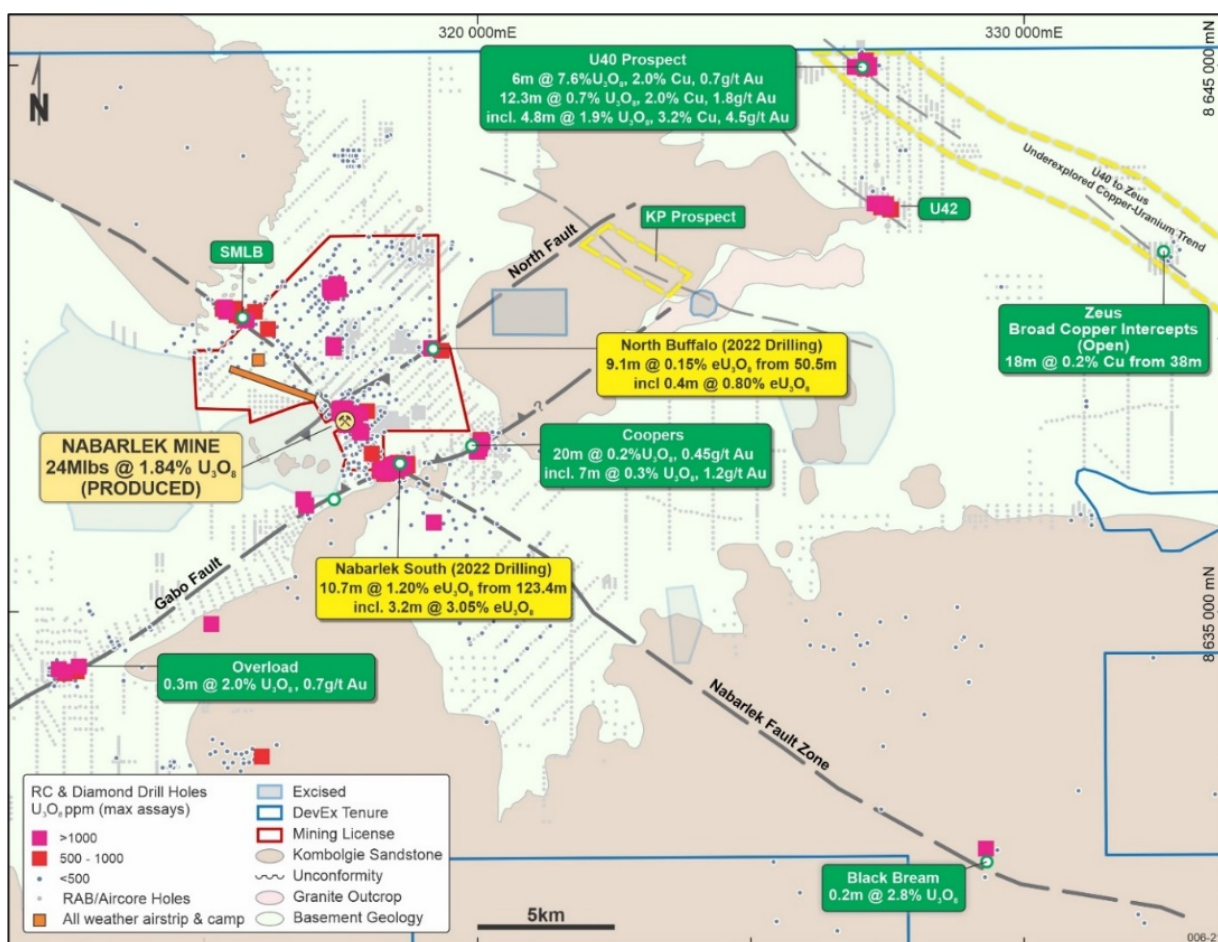 320 000mE
330 000mE
8 645 000 mN
8 635 000 mN
N
U40 Prospect
6m @ 7.6%U₃O₈, 2.0% Cu, 0.7g/t Au
12.3m @ 0.7% U₃O₈, 2.0% Cu, 1.8g/t Au
incl. 4.8m @ 1.9% U₃O₈, 3.2% Cu, 4.5g/t Au
U40 to Zeus
Underexplored Copper-Uranium Trend
U42
KP Prospect
North Fault
SMLB
Zeus
Broad Copper Intercepts
(Open)
18m @ 0.2% Cu from 38m
North Buffalo (2022 Drilling)
9.1m @ 0.15% eU₃O₈ from 50.5m
incl 0.4m @ 0.80% eU₃O₈
?
NABARLEK MINE
24Mlbs @ 1.84% U₃O₈
(PRODUCED)
Coopers
20m @ 0.2%U₃O₈, 0.45g/t Au
incl. 7m @ 0.3% U₃O₈, 1.2g/t Au
Nabarlek South (2022 Drilling)
10.7m @ 1.20% eU₃O₈ from 123.4m
incl. 3.2m @ 3.05% eU₃O₈
Gabo Fault
Overload
0.3m @ 2.0% U₃O₈, 0.7g/t Au
Nabarlek Fault Zone
Black Bream
0.2m @ 2.8% U₃O₈
RC & Diamond Drill Holes
U₃O₈ ppm (max assays)
>1000
500 - 1000
<500
RAB/Aircore Holes
All weather airstrip & camp
Excised
DevEx Tenure
Mining License
Kombolgie Sandstone
Unconformity
Granite Outcrop
Basement Geology
5km
006-2